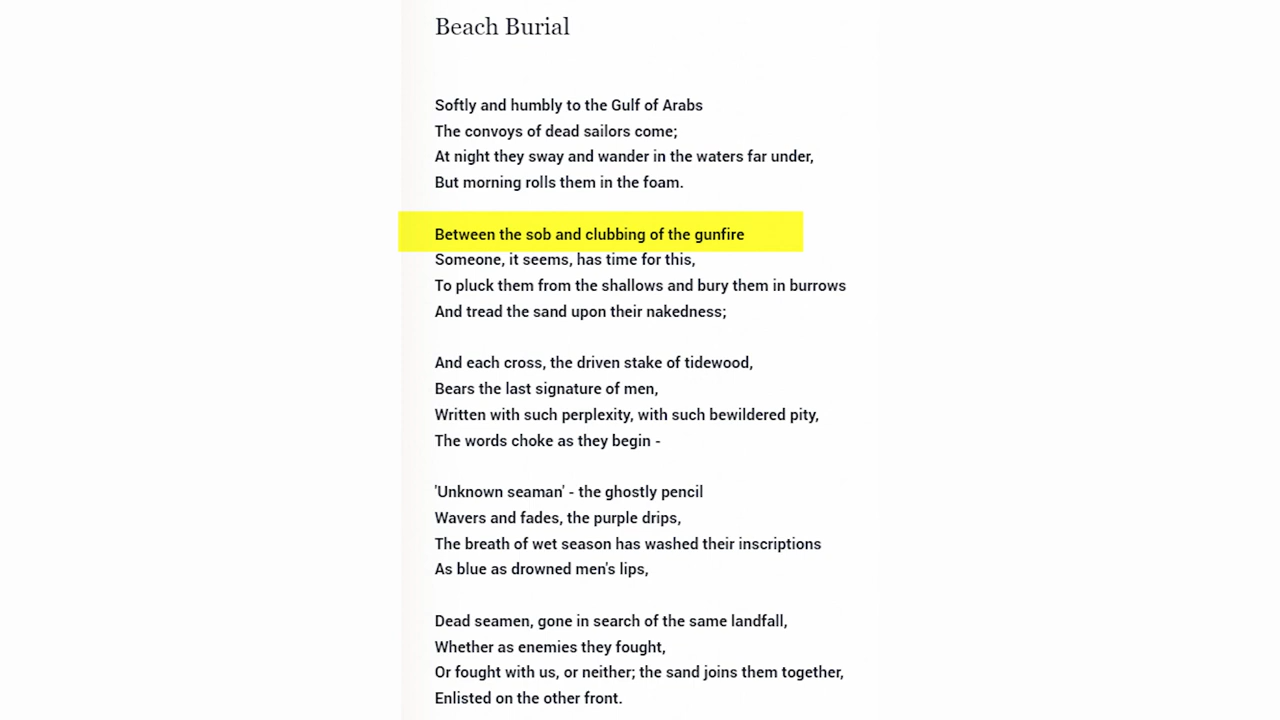 Beach Burial
Softly and humbly to the Gulf of Arabs
The convoys of dead sailors come;
At night they sway and wander in the waters far under,
But morning rolls them in the foam.
Between the sob and clubbing of the gunfire
Someone, it seems, has time for this,
To pluck them from the shallows and bury them in burrows
And tread the sand upon their nakedness;
And each cross, the driven stake of tidewood,
Bears the last signature of men,
Written with such perplexity, with such bewildered pity,
The words choke as they begin -
'Unknown seaman' - the ghostly pencil
Wavers and fades, the purple drips,
The breath of wet season has washed their inscriptions
As blue as drowned men's lips,
Dead seamen, gone in search of the same landfall,
Whether as enemies they fought,
Or fought with us, or neither; the sand joins them together,
Enlisted on the other front.